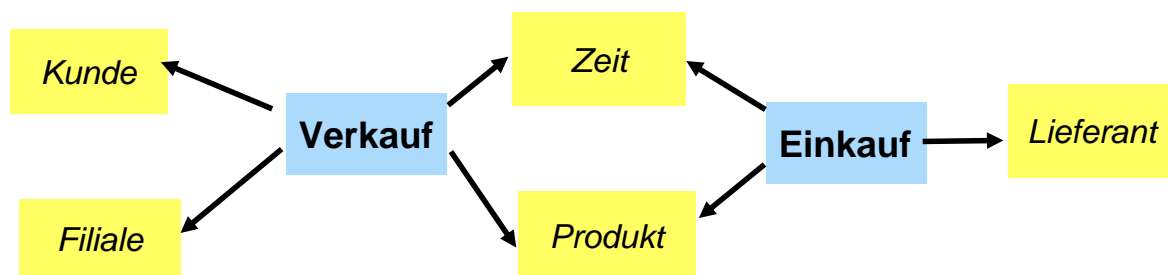 Kunde
Zeit
Verkauf
Einkauf
Lieferant
Filiale
Produkt